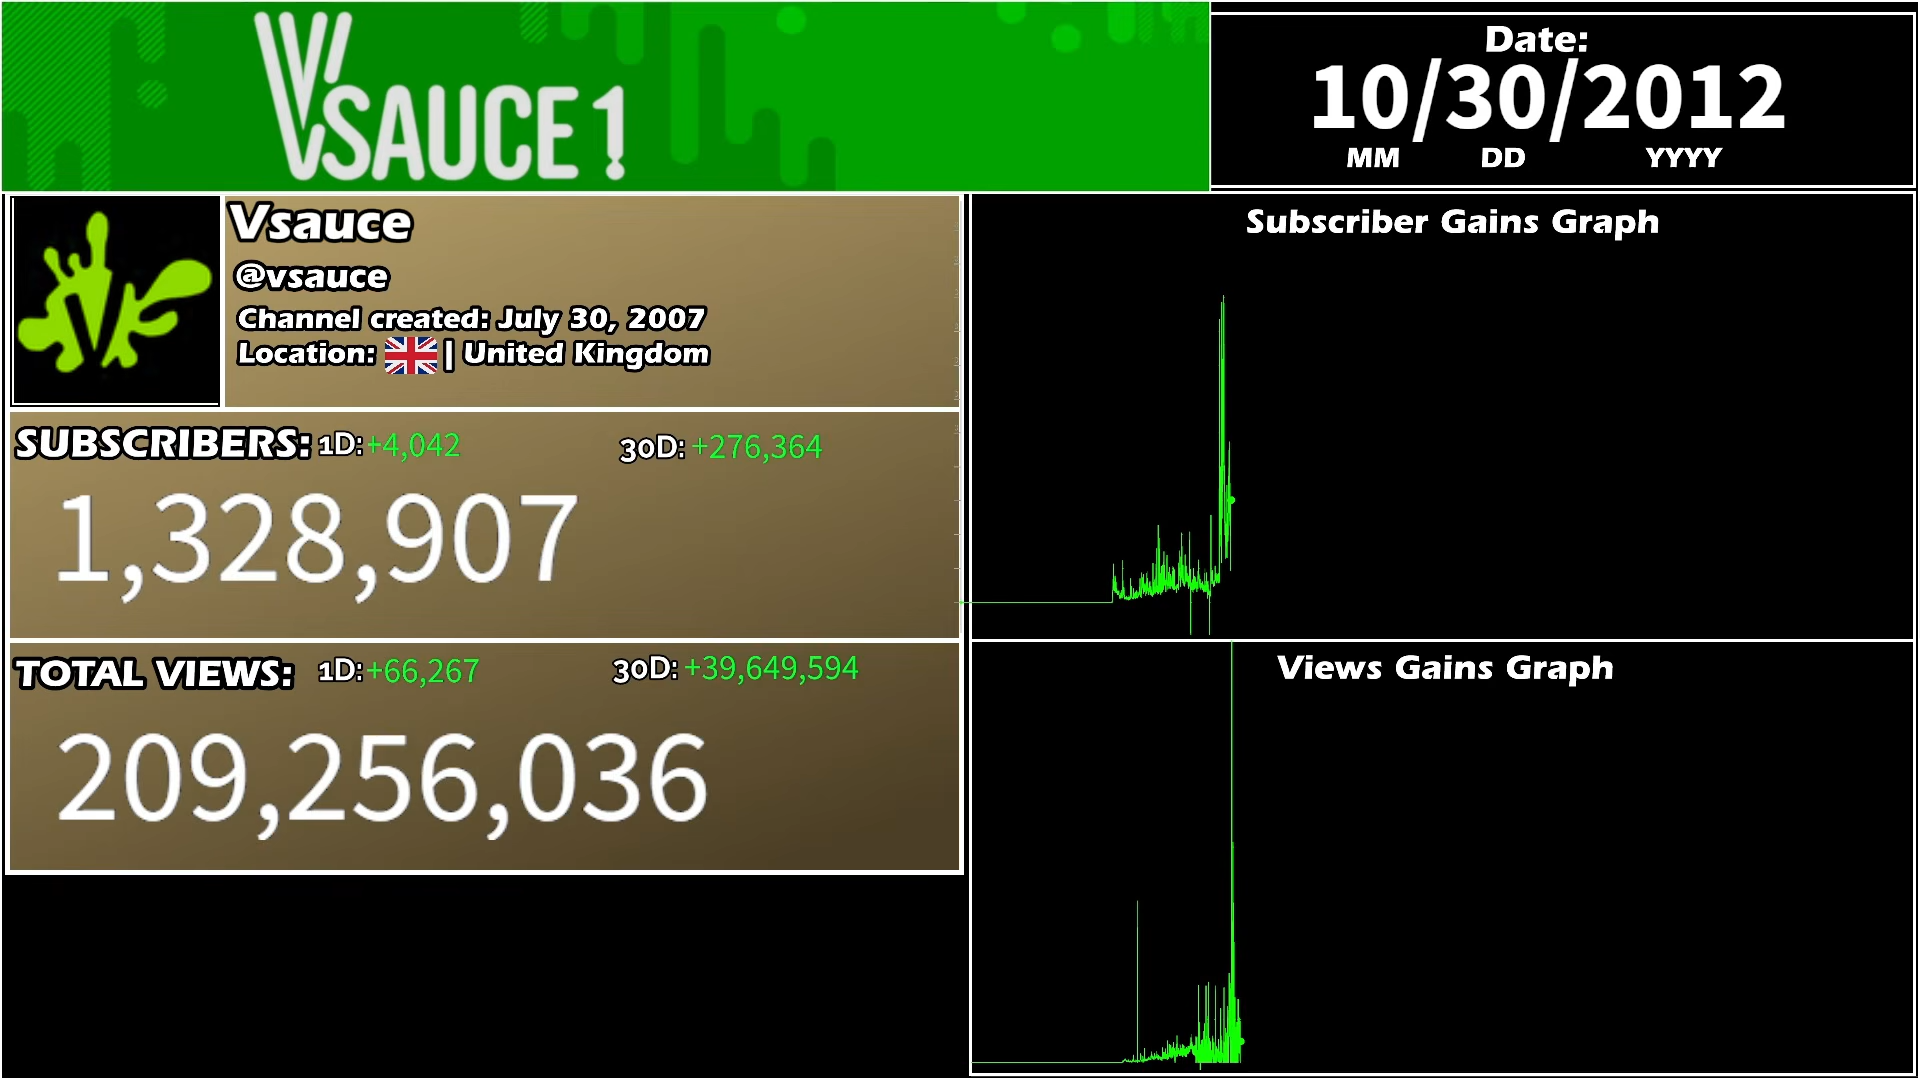 VSAUCE 1
Date:
10/30/2012
MM DD YYYY
Vsauce
@vsauce
Channel created: July 30, 2007
Location: | United Kingdom
SUBSCRIBERS: 1D: +4,042 30D: +276,364
1,328,907
TOTAL VIEWS: 1D: +66,267 30D: +39,649,594
209,256,036
Subscriber Gains Graph
Views Gains Graph